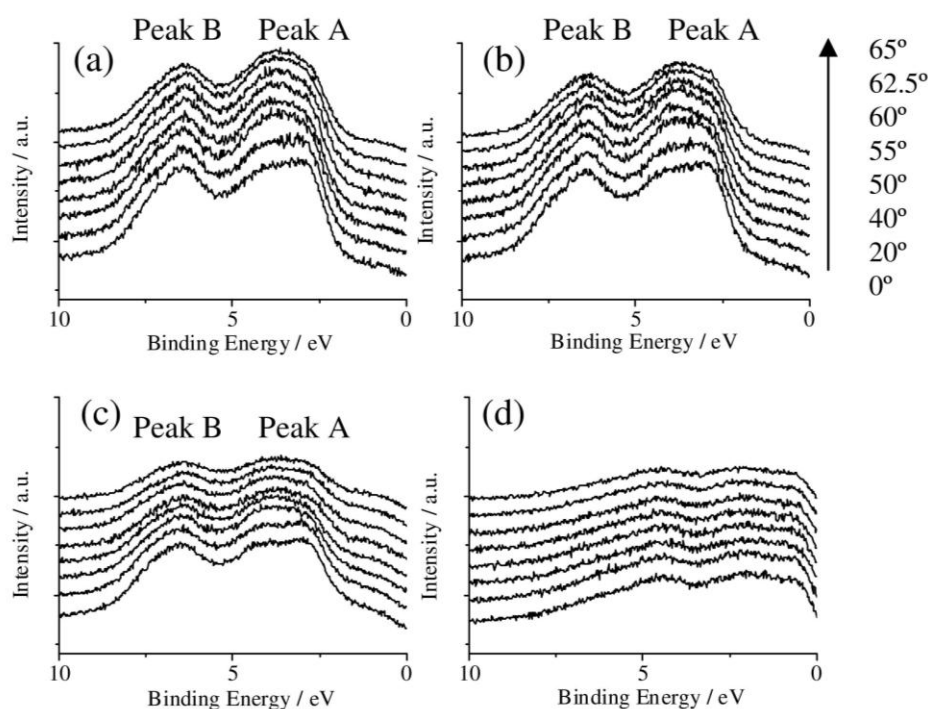 Peak B Peak A
(a)
Intensity / a.u.
10 5 0
Binding Energy / eV
Peak B Peak A
(b)
Intensity / a.u.
10 5 0
Binding Energy / eV
65º
62.5º
60º
55º
50º
40º
20º
0º
(c)
Peak B Peak A
Intensity / a.u.
10 5 0
Binding Energy / eV
(d)
Intensity / a.u.
10 5 0
Binding Energy / eV